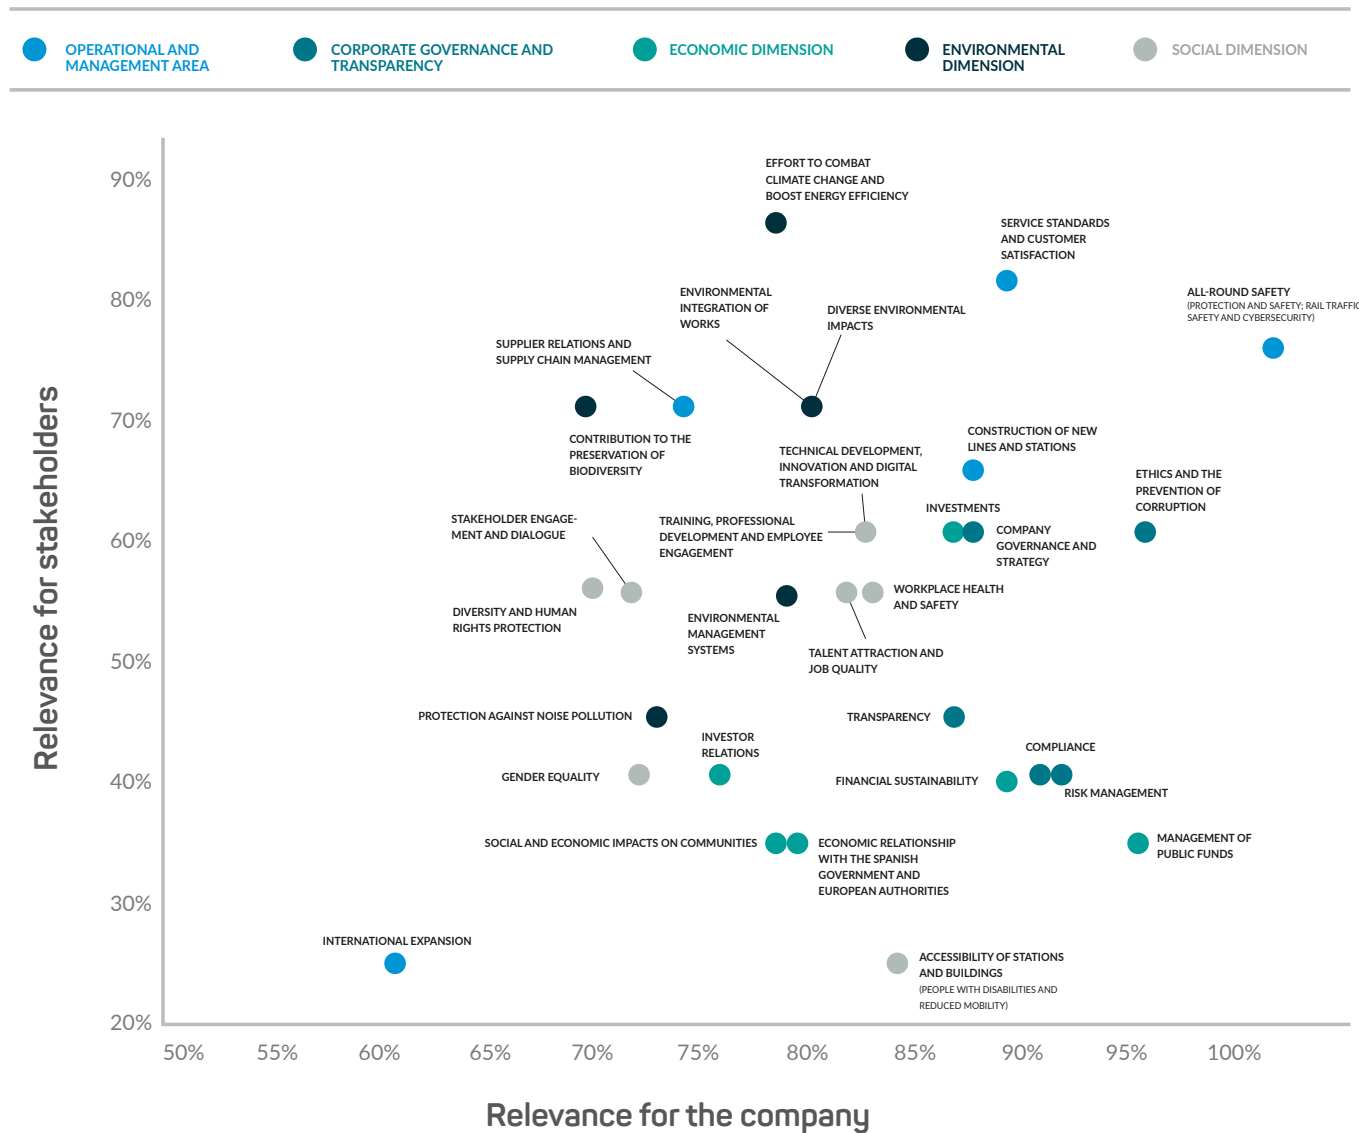 OPERATIONAL AND
MANAGEMENT AREA
CORPORATE GOVERNANCE AND
TRANSPARENCY
ECONOMIC DIMENSION
ENVIRONMENTAL
DIMENSION
SOCIAL DIMENSION
Relevance for stakeholders
90%
80%
70%
60%
50%
40%
30%
20%
EFFORT TO COMBAT
CLIMATE CHANGE AND
BOOST ENERGY EFFICIENCY
SERVICE STANDARDS
AND CUSTOMER
SATISFACTION
ENVIRONMENTAL
INTEGRATION OF
WORKS
DIVERSE ENVIRONMENTAL
IMPACTS
ALL-ROUND SAFETY
(PROTECTION AND SAFETY; RAIL TRAFFIC
SAFETY AND CYBERSECURITY)
SUPPLIER RELATIONS AND
SUPPLY CHAIN MANAGEMENT
CONTRIBUTION TO THE
PRESERVATION OF
BIODIVERSITY
TECHNICAL DEVELOPMENT,
INNOVATION AND DIGITAL
TRANSFORMATION
CONSTRUCTION OF NEW
LINES AND STATIONS
ETHICS AND THE
PREVENTION OF
CORRUPTION
STAKEHOLDER ENGAGE-
MENT AND DIALOGUE
TRAINING, PROFESSIONAL
DEVELOPMENT AND EMPLOYEE
ENGAGEMENT
INVESTMENTS
COMPANY
GOVERNANCE AND
STRATEGY
DIVERSITY AND HUMAN
RIGHTS PROTECTION
ENVIRONMENTAL
MANAGEMENT
SYSTEMS
WORKPLACE HEALTH
AND SAFETY
TALENT ATTRACTION AND
JOB QUALITY
PROTECTION AGAINST NOISE POLLUTION
TRANSPARENCY
INVESTOR
RELATIONS
COMPLIANCE
GENDER EQUALITY
FINANCIAL SUSTAINABILITY
RISK MANAGEMENT
SOCIAL AND ECONOMIC IMPACTS ON COMMUNITIES
ECONOMIC RELATIONSHIP
WITH THE SPANISH
GOVERNMENT AND
EUROPEAN AUTHORITIES
MANAGEMENT OF
PUBLIC FUNDS
INTERNATIONAL EXPANSION
ACCESSIBILITY OF STATIONS
AND BUILDINGS
(PEOPLE WITH DISABILITIES AND
REDUCED MOBILITY)
50%
55%
60%
65%
70%
75%
80%
85%
90%
95%
100%
Relevance for the company